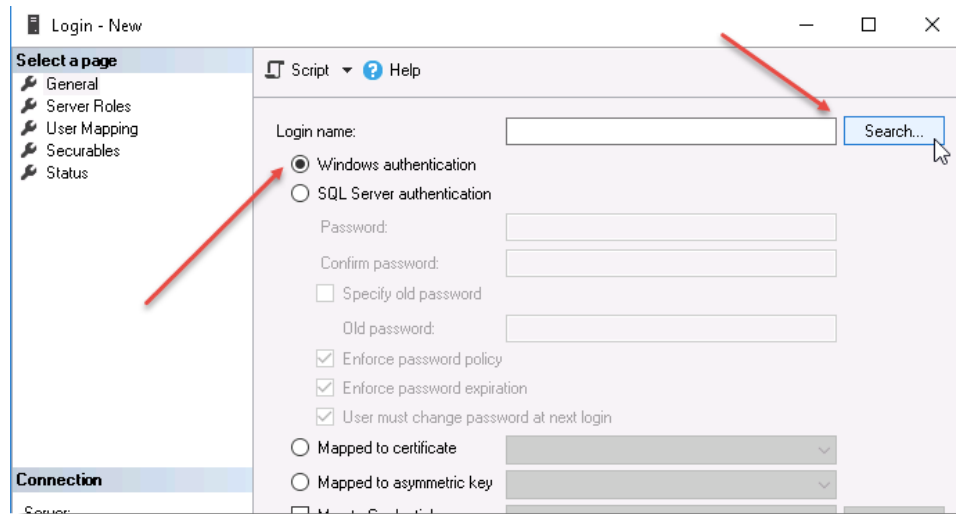 Login - New
Select a page
General
Server Roles
User Mapping
Securables
Status
Connection
Script Help
Login name: Search...
Windows authentication
SQL Server authentication
Password:
Confirm password:
Specify old password
Old password:
Enforce password policy
Enforce password expiration
User must change password at next login
Mapped to certificate
Mapped to asymmetric key